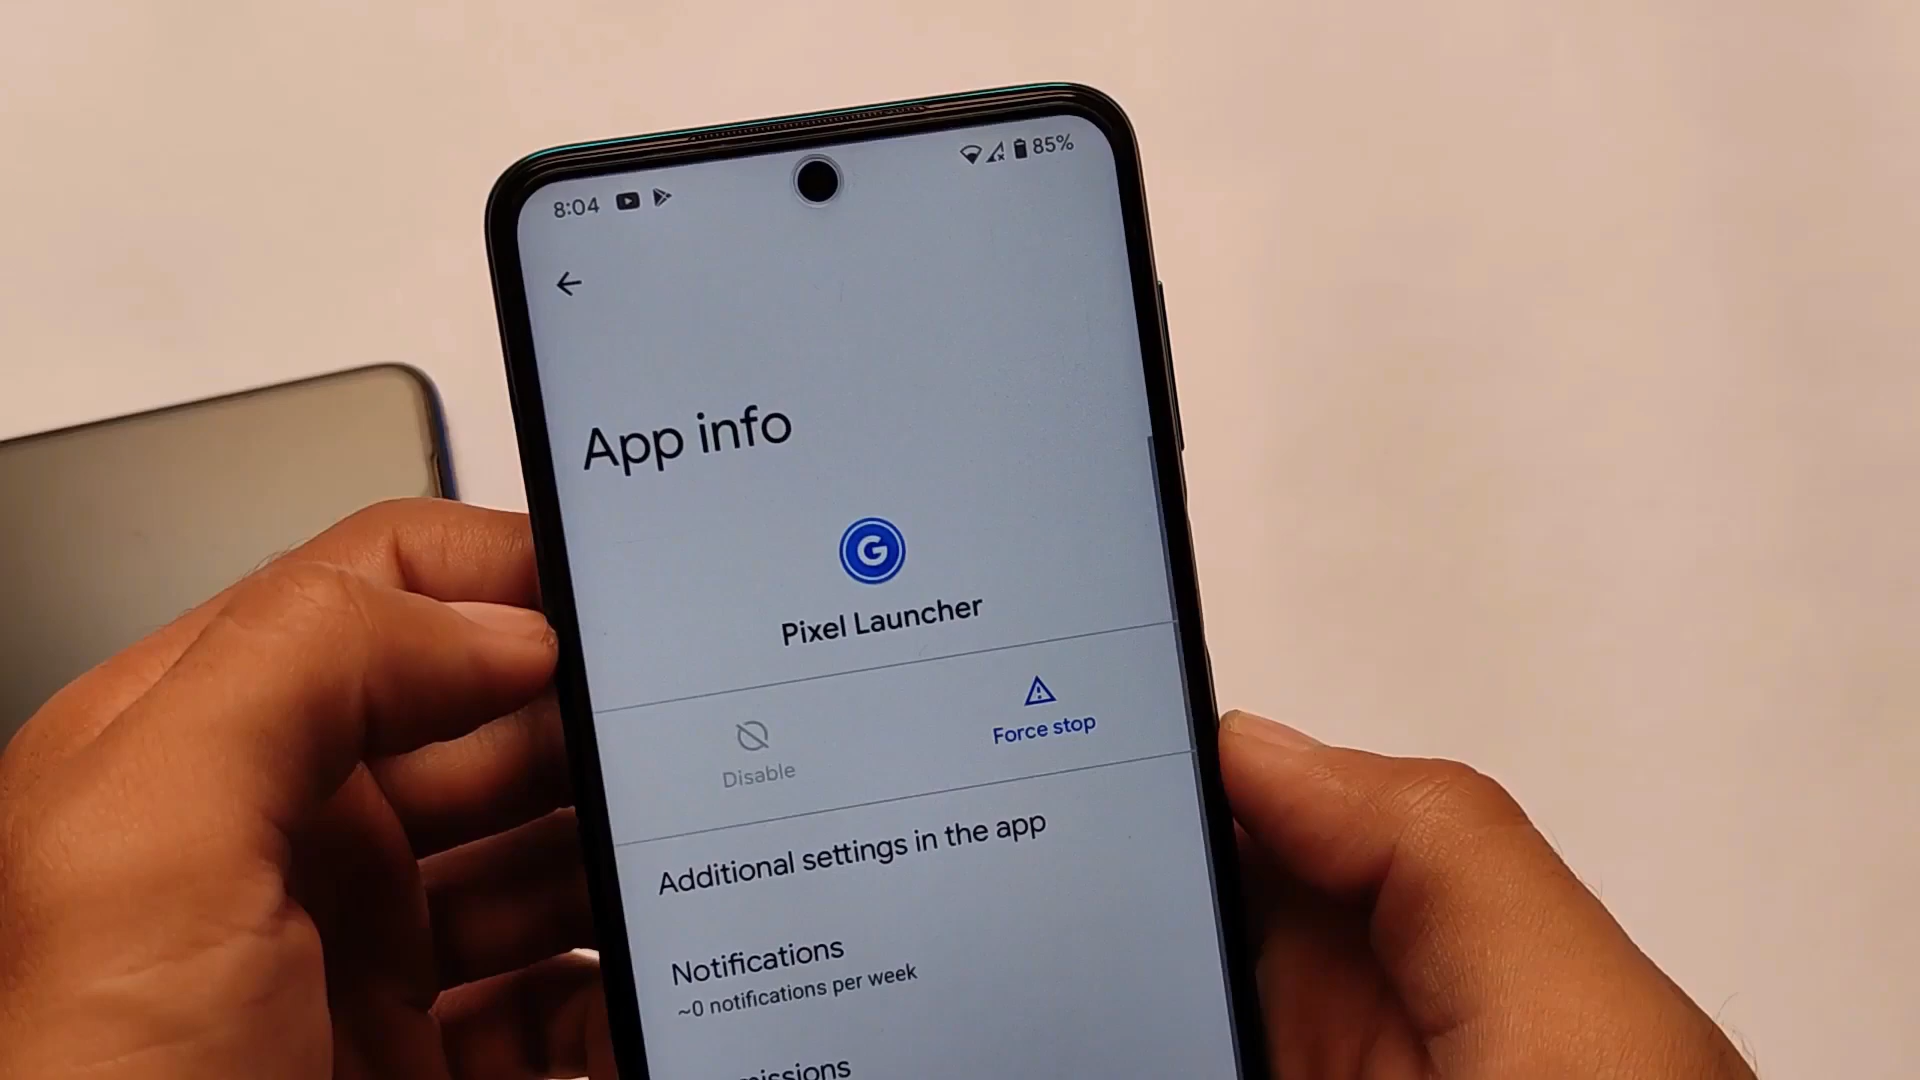 8:04
85%
App info
G
Pixel Launcher
Disable
Force stop
Additional settings in the app
Notifications
~0 notifications per week